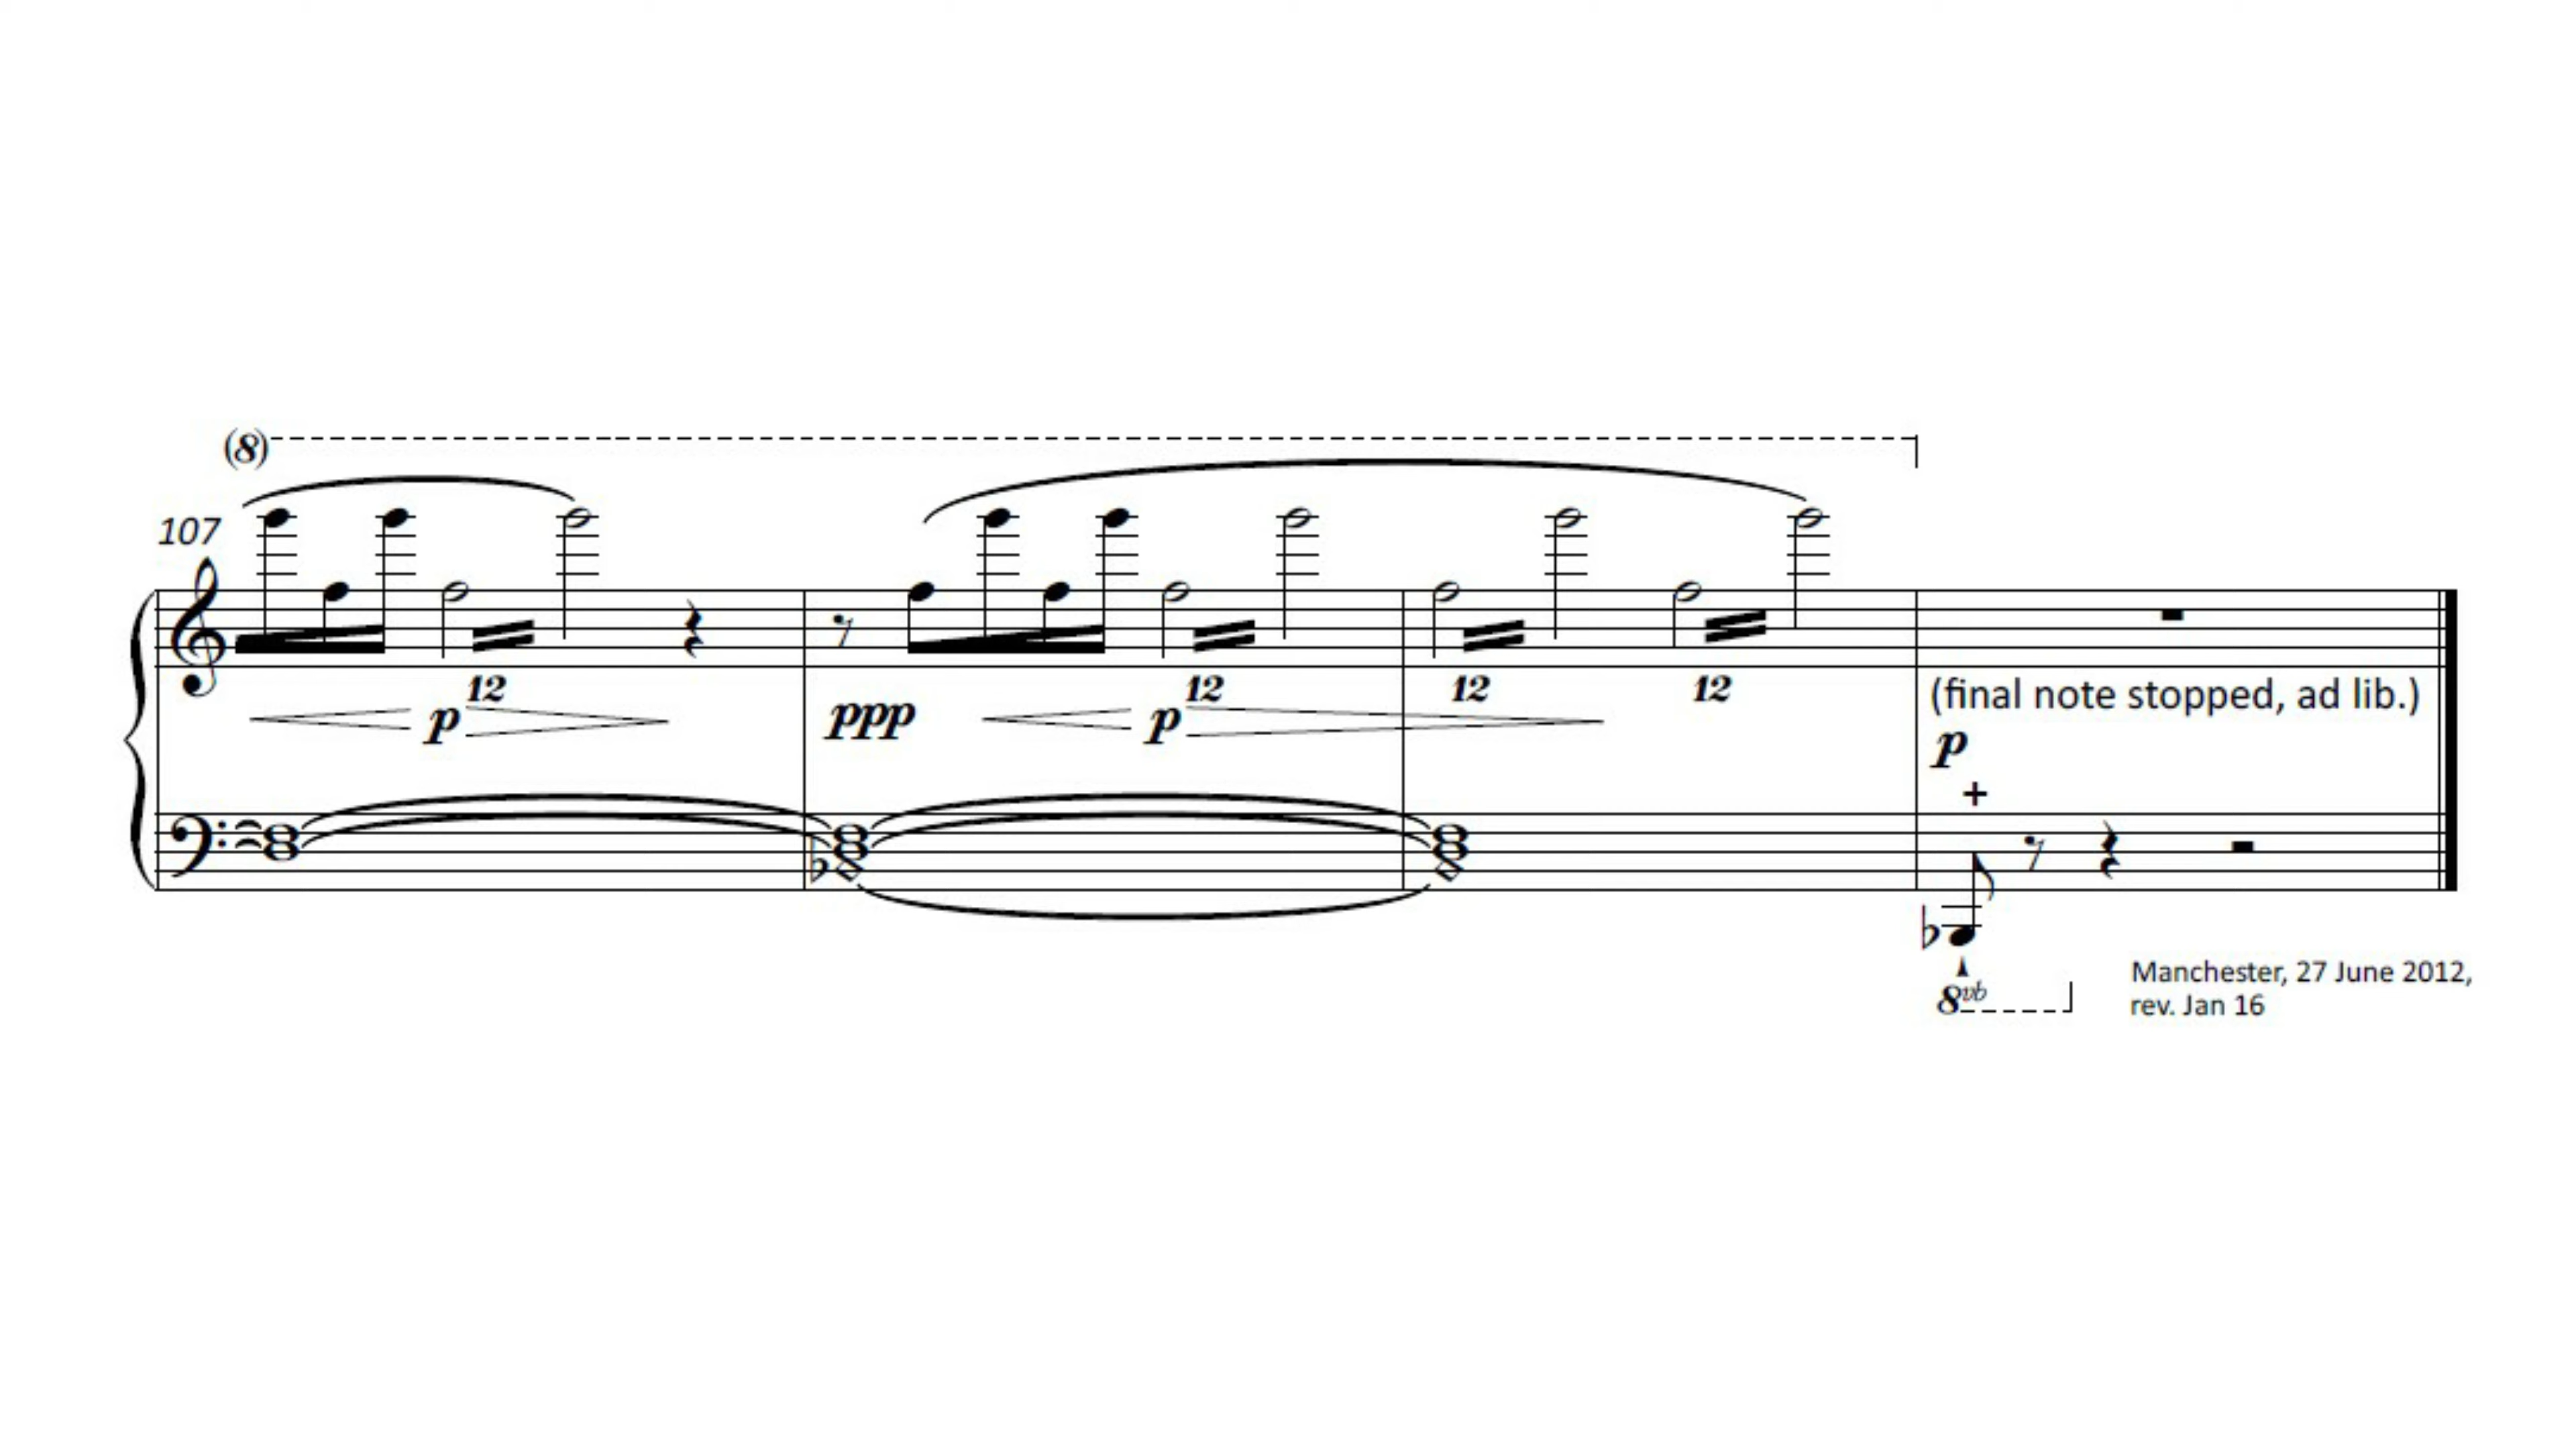 (8)
107
12
12
12
12
p
ppp
p
(final note stopped, ad lib.)
p
+
8vb
Manchester, 27 June 2012,
rev. Jan 16